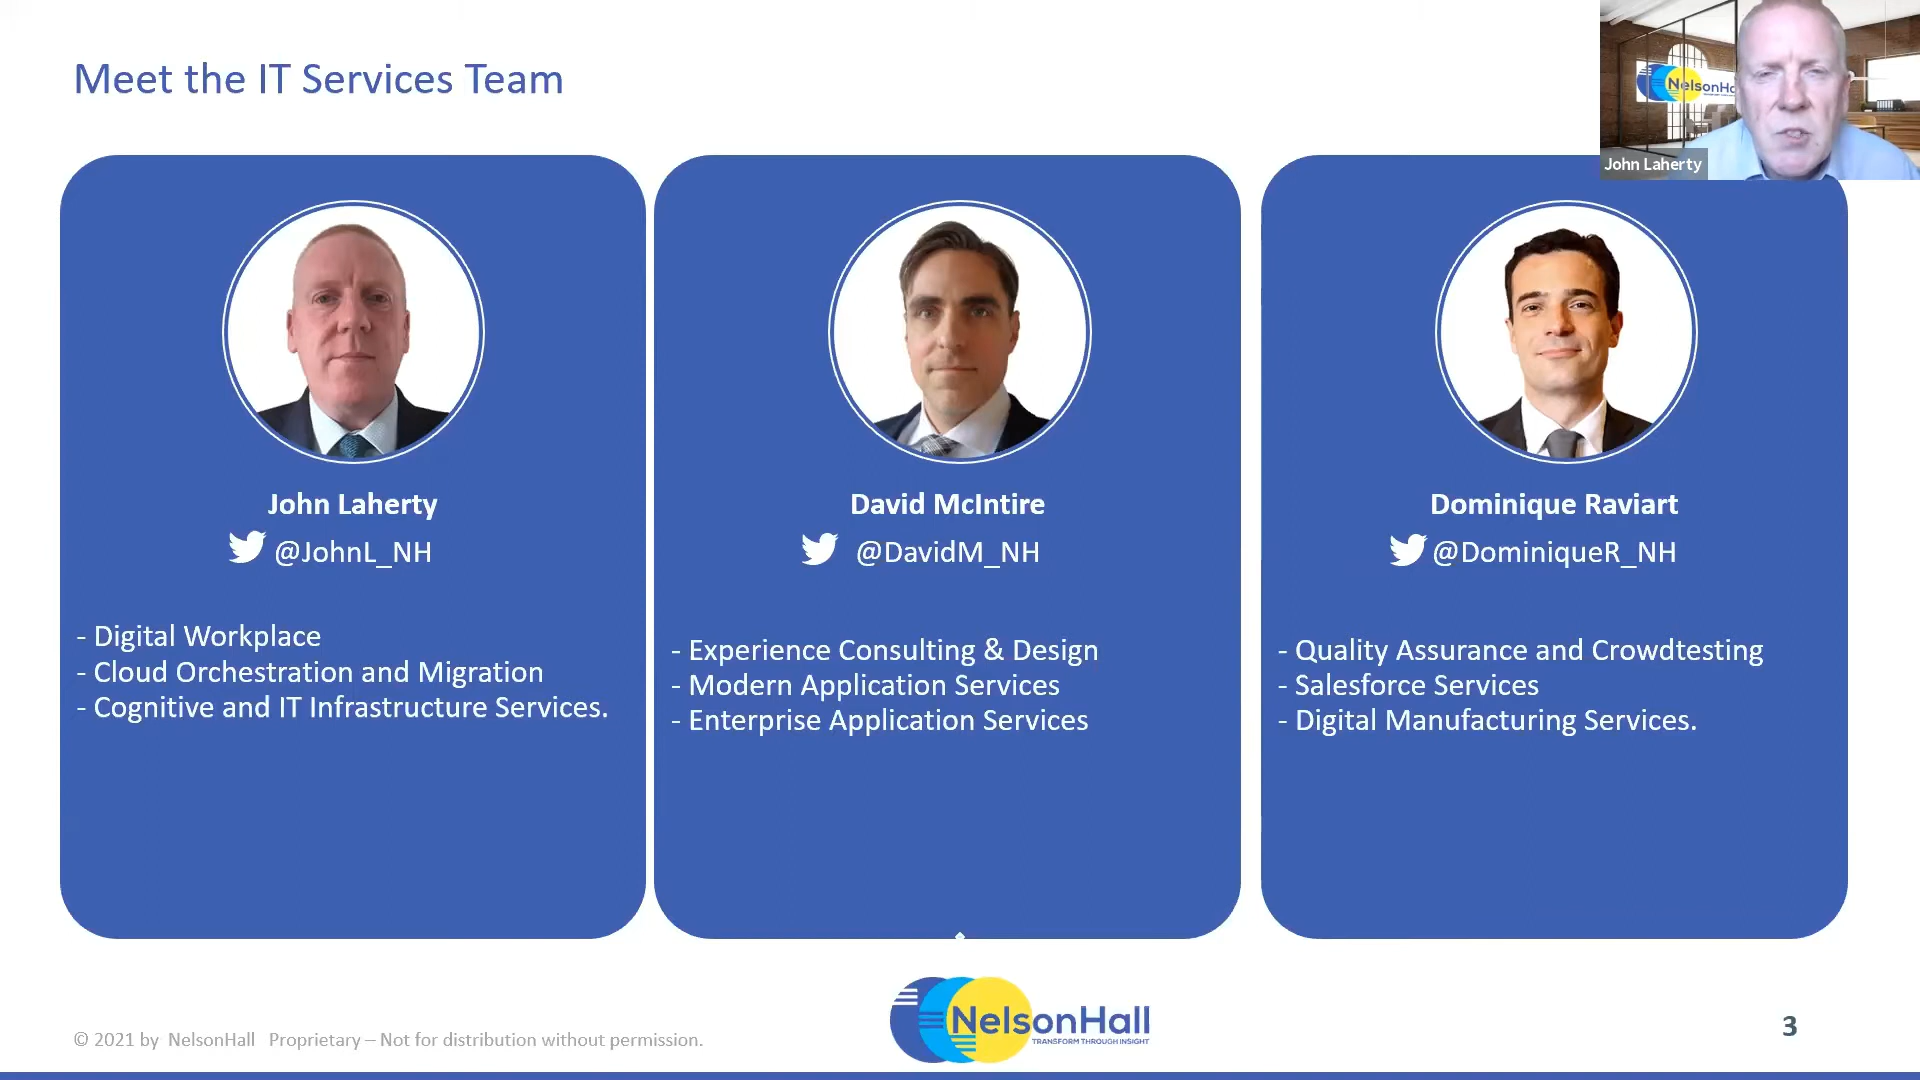 Meet the IT Services Team
NelsonHa
John Laherty
John Laherty
@JohnL_NH
- Digital Workplace
- Cloud Orchestration and Migration
- Cognitive and IT Infrastructure Services.
David McIntire
@DavidM_NH
- Experience Consulting & Design
- Modern Application Services
- Enterprise Application Services
Dominique Raviart
@DominiqueR_NH
- Quality Assurance and Crowdtesting
- Salesforce Services
- Digital Manufacturing Services.
© 2021 by NelsonHall Proprietary – Not for distribution without permission.
NelsonHall
TRANSFORM THROUGH INSIGHT
3